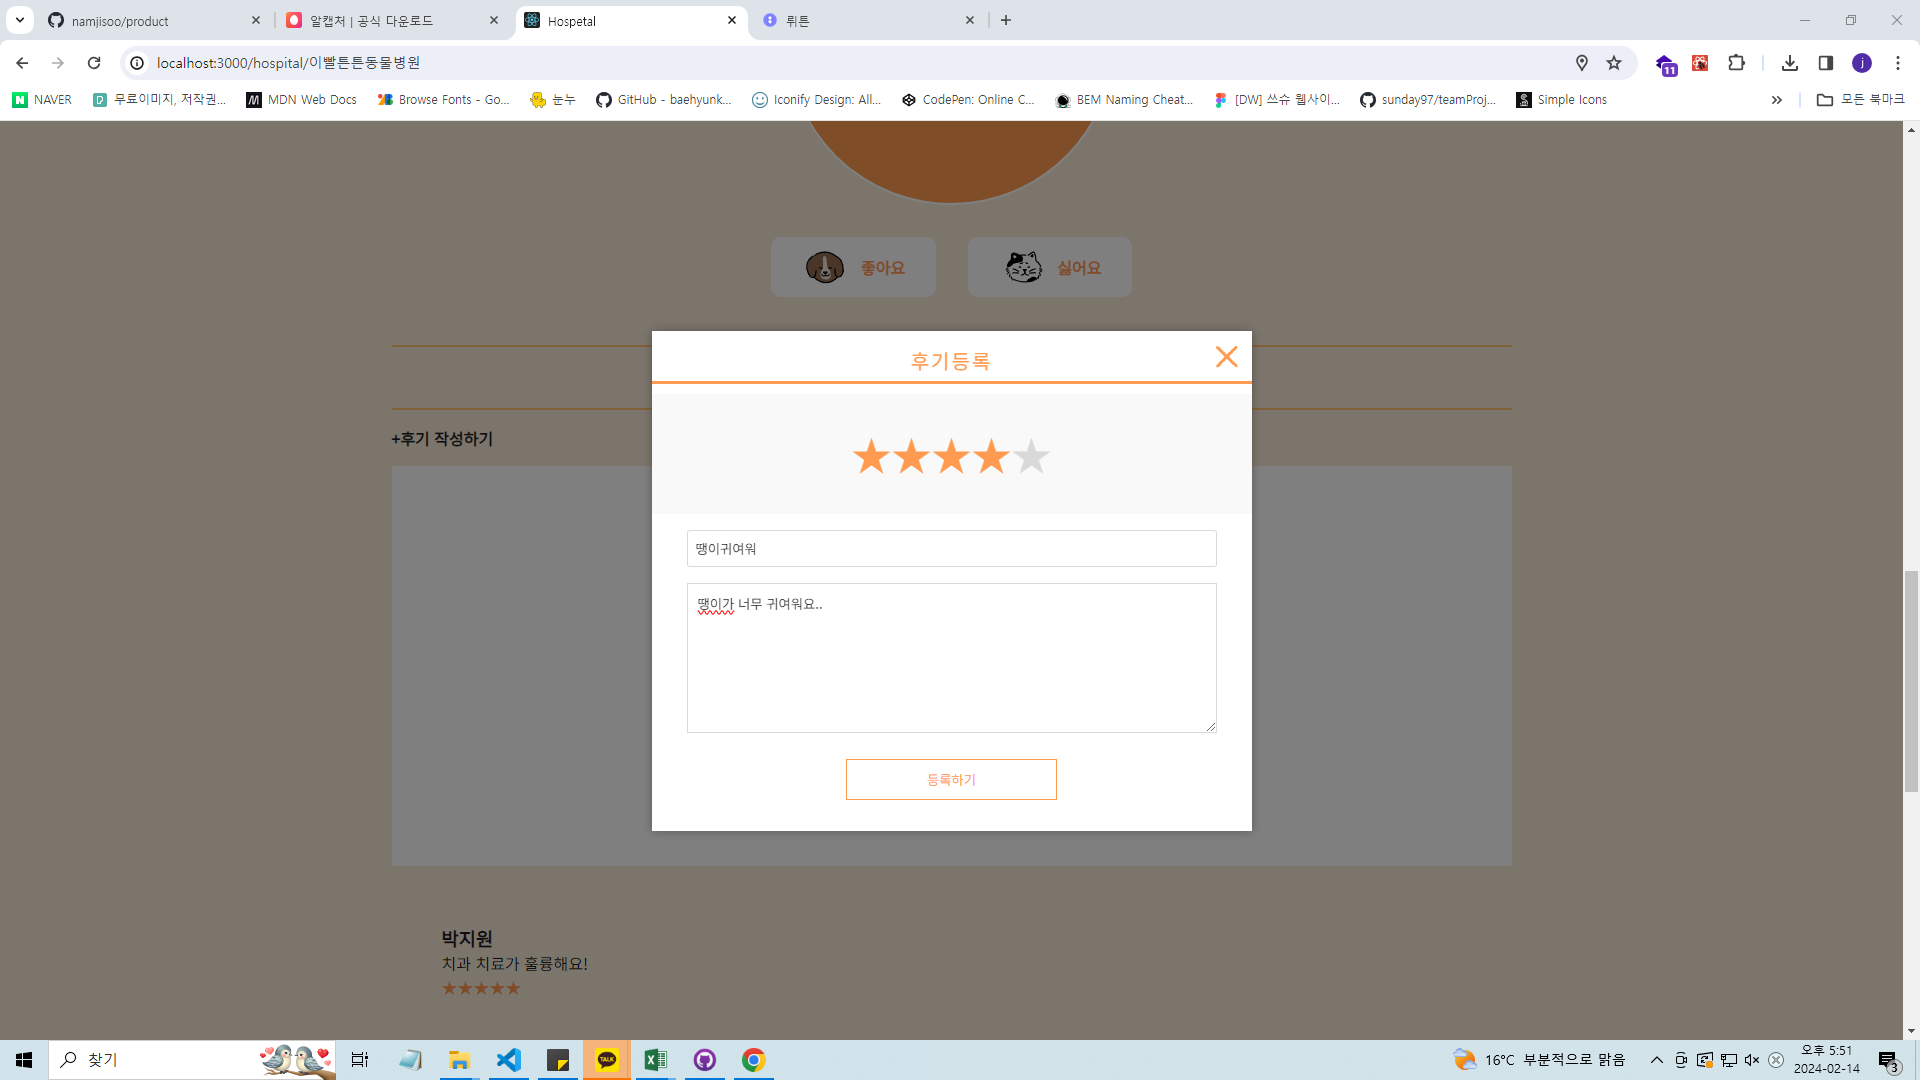 namjisoo/product
알캡처 | 공식 다운로드
Hospetal
뤼튼
localhost:3000/hospital/이빨튼튼동물병원
11
j
NAVER
무료이미지, 저작권...
MDN Web Docs
Browse Fonts - Go...
눈누
GitHub - baehyunk...
Iconify Design: All...
CodePen: Online C...
BEM Naming Cheat...
[DW] 쓰슈 웹사이...
sunday97/teamProj...
Simple Icons
모든 북마크
좋아요
싫어요
후기등록
+후기 작성하기
땡이귀여워
땡이가 너무 귀여워요..
등록하기
박지원
치과 치료가 훌륭해요!
찾기
TALK
16°C 부분적으로 맑음
오후 5:51
2024-02-14
3